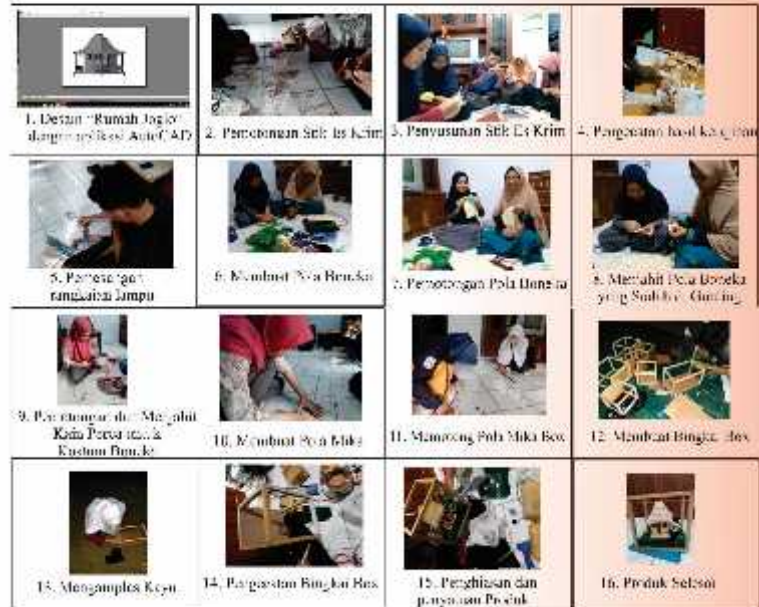 1. Desain "Rumah Joglo"
dengan aplikasi AutoCAD
2. Pemotongan Stik Es Krim
3. Penyusunan Stik Es Krim
4. Pengecatan hasil kerajinan
5. Pemasangan
rangkaian lampu
6. Membuat Pola Boneka
7. Pemotongan Pola Boneka
8. Menjahit Pola Boneka
yang Sudah di Gunting
9. Pemotongan dan Menjahit
Kain Perca untuk
Kostum Boneka
10. Membuat Pola Mika
11. Memotong Pola Mika Box
12. Membuat Bingkai Box
13. Mengamplas Kayu
14. Pengecatan Bingkai Box
15. Penghiasan dan
penyatuan Produk
16. Produk Selesai